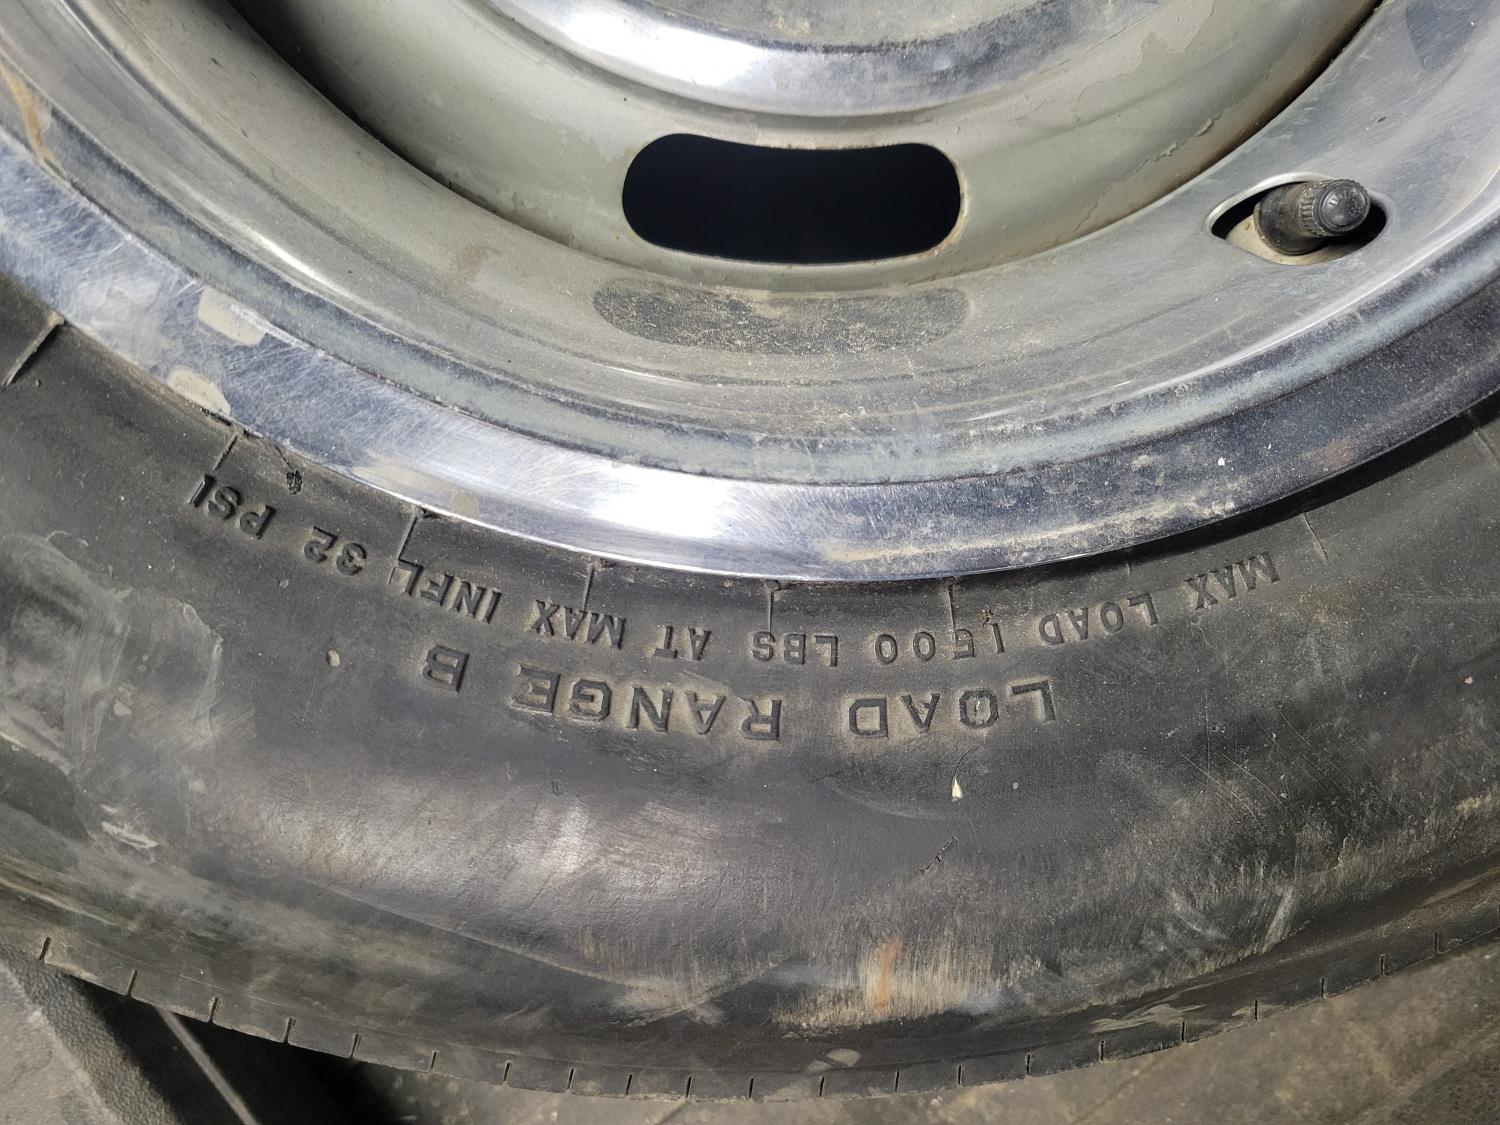 LOAD RANGE B
MAX LOAD 1500 LBS AT MAX INFL 32 PSI